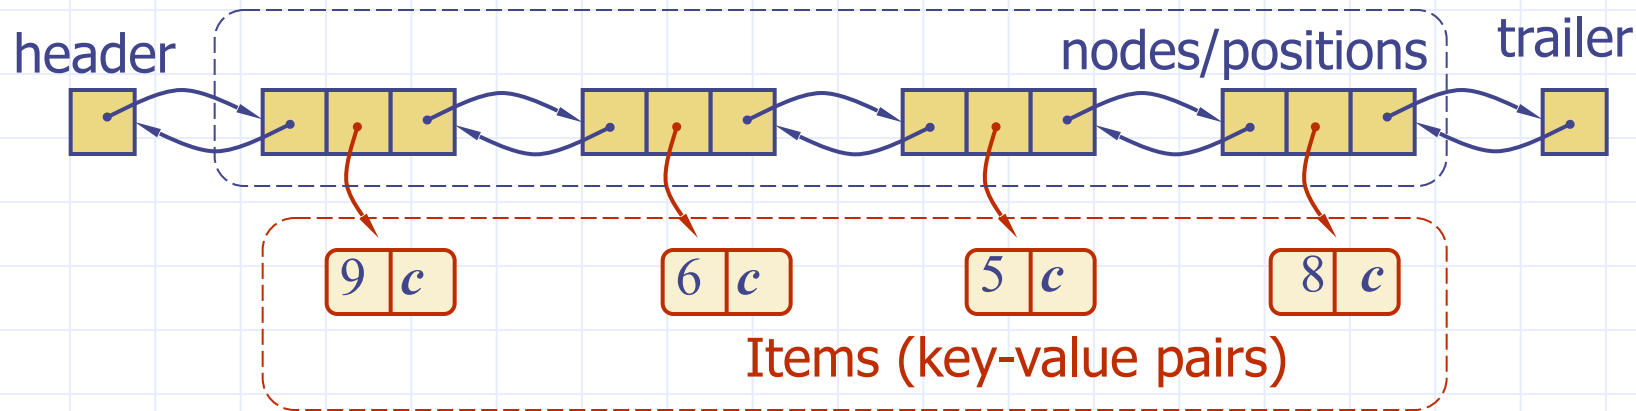 header
nodes/positions
trailer
9 c
6 c
5 c
8 c
Items (key-value pairs)